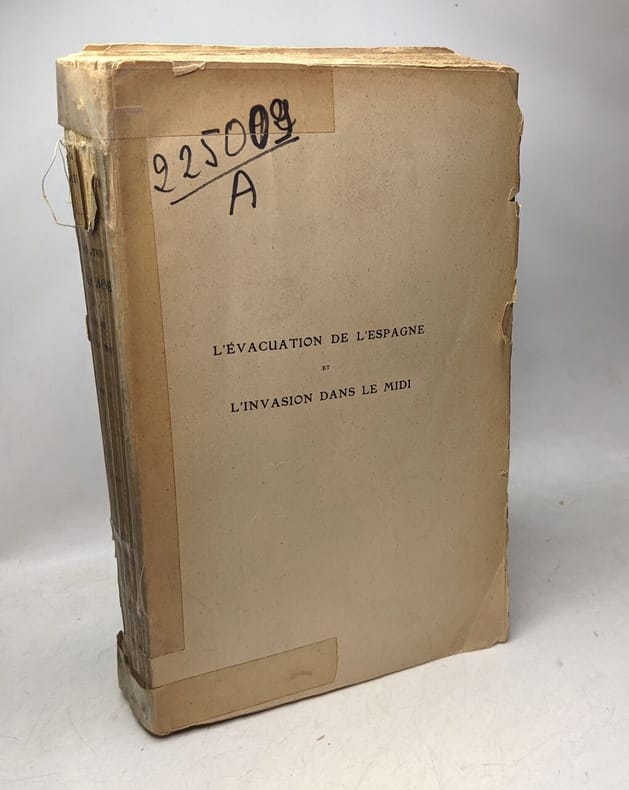 225009
A
L'ÉVACUATION DE L'ESPAGNE
ET
L'INVASION DANS LE MIDI